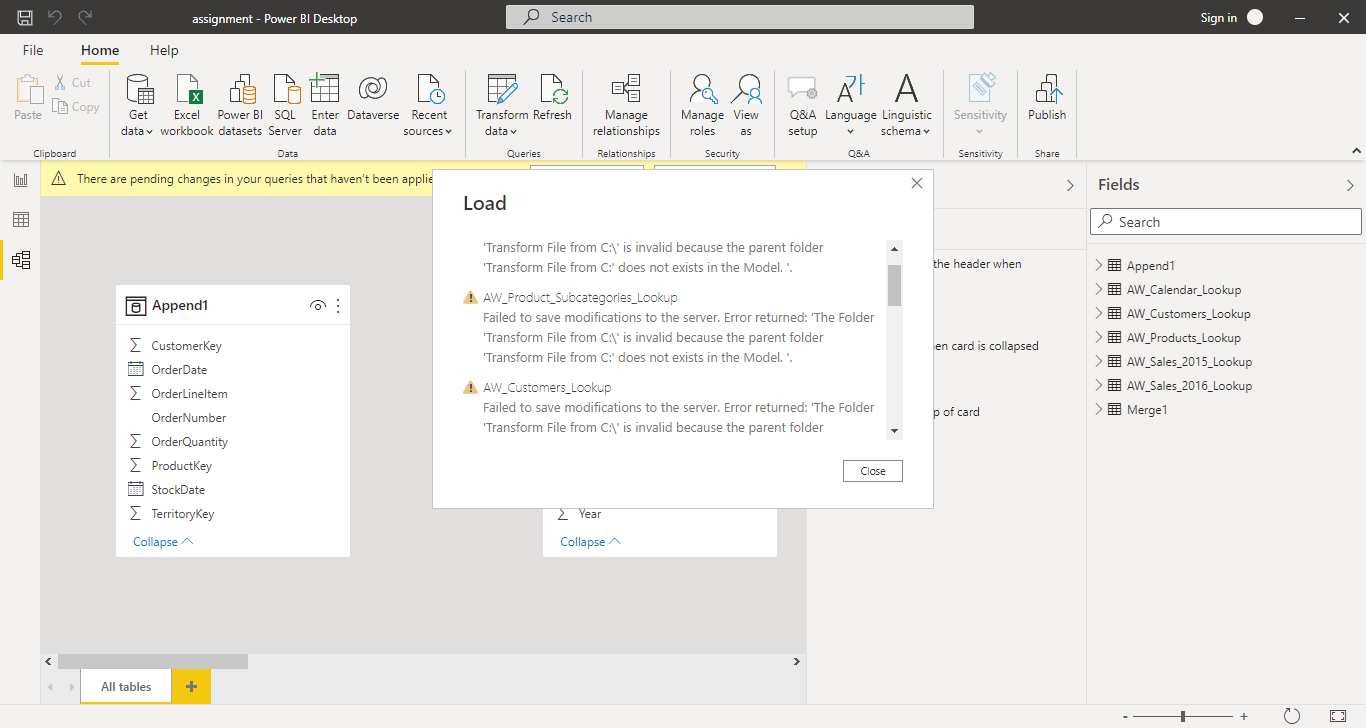 assignment - Power BI Desktop
Search
Sign in
File
Home
Help
Paste
Cut
Copy
Get data
Excel workbook
Power BI datasets
SQL Server
Enter data
Dataverse
Recent sources
Transform data
Refresh
Manage relationships
Manage roles
View as
Q&A setup
Language
Linguistic schema
Sensitivity
Publish
Clipboard
Data
Queries
Relationships
Security
Q&A
Sensitivity
Share
There are pending changes in your queries that haven't been applie
Load
'Transform File from C:\' is invalid because the parent folder
'Transform File from C:' does not exists in the Model. '.
AW_Product_Subcategories_Lookup
Failed to save modifications to the server. Error returned: 'The Folder
'Transform File from C:\' is invalid because the parent folder
'Transform File from C:' does not exists in the Model. '.
AW_Customers_Lookup
Failed to save modifications to the server. Error returned: 'The Folder
'Transform File from C:\' is invalid because the parent folder
Close
Append1
CustomerKey
OrderDate
OrderLineItem
OrderNumber
OrderQuantity
ProductKey
StockDate
TerritoryKey
Collapse
Year
Collapse
the header when
en card is collapsed
p of card
Fields
Search
Append1
AW_Calendar_Lookup
AW_Customers_Lookup
AW_Products_Lookup
AW_Sales_2015_Lookup
AW_Sales_2016_Lookup
Merge1
All tables